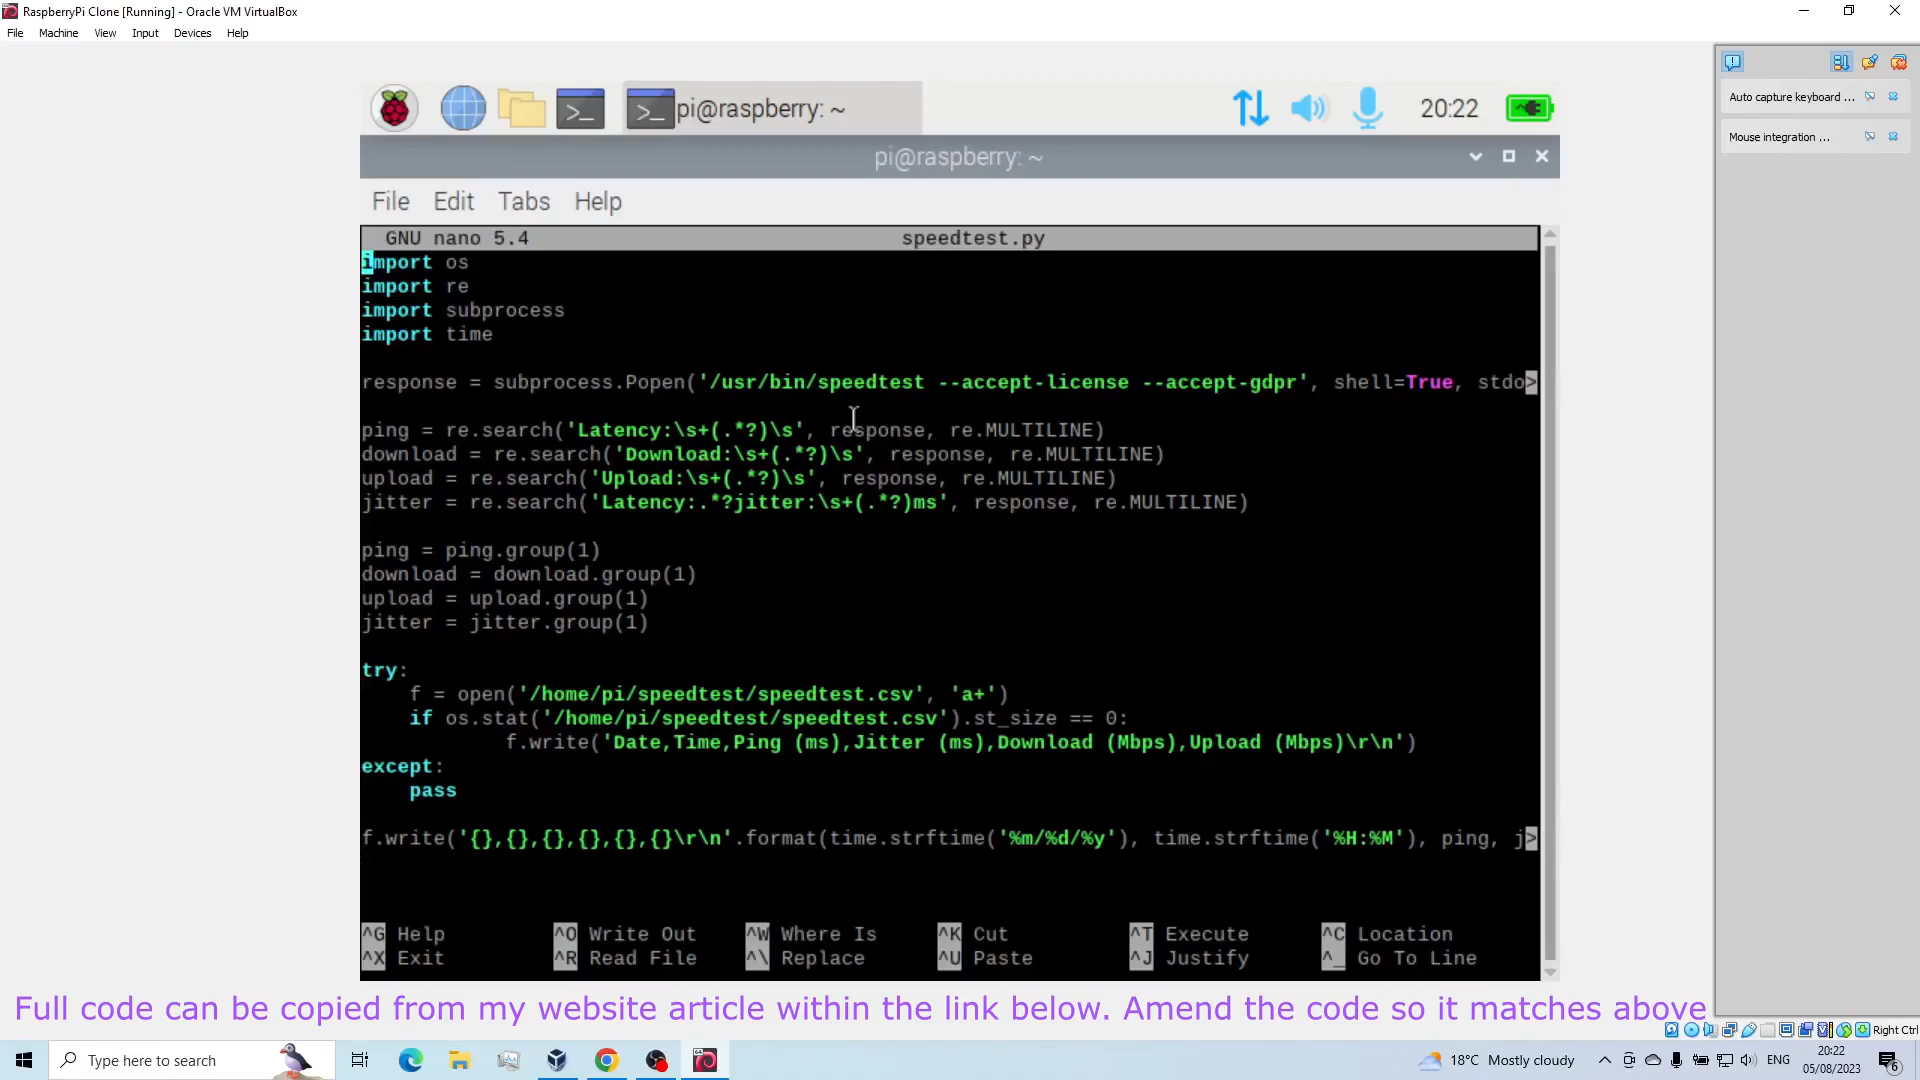 RaspberryPi Clone [Running] - Oracle VM VirtualBox
File Machine View Input Devices Help
Auto capture keyboard ...
Mouse integration ...
pi@raspberry: ~
20:22
pi@raspberry: ~
File Edit Tabs Help
GNU nano 5.4 speedtest.py
import os
import re
import subprocess
import time
response = subprocess.Popen('/usr/bin/speedtest --accept-license --accept-gdpr', shell=True, stdo>
ping = re.search('Latency:\s+(.*?)\s', response, re.MULTILINE)
download = re.search('Download:\s+(.*?)\s', response, re.MULTILINE)
upload = re.search('Upload:\s+(.*?)\s', response, re.MULTILINE)
jitter = re.search('Latency:.*?jitter:\s+(.*?)ms', response, re.MULTILINE)
ping = ping.group(1)
download = download.group(1)
upload = upload.group(1)
jitter = jitter.group(1)
try:
    f = open('/home/pi/speedtest/speedtest.csv', 'a+')
    if os.stat('/home/pi/speedtest/speedtest.csv').st_size == 0:
            f.write('Date,Time,Ping (ms),Jitter (ms),Download (Mbps),Upload (Mbps)\r\n')
except:
    pass
f.write('{},{},{},{},{},{}\r\n'.format(time.strftime('%m/%d/%y'), time.strftime('%H:%M'), ping, j>
^G Help ^O Write Out ^W Where Is ^K Cut ^T Execute ^C Location
^X Exit ^R Read File ^\ Replace ^U Paste ^J Justify ^_ Go To Line
Full code can be copied from my website article within the link below. Amend the code so it matches above
Right Ctrl
Type here to search
18°C Mostly cloudy
ENG
20:22
05/08/2023
6